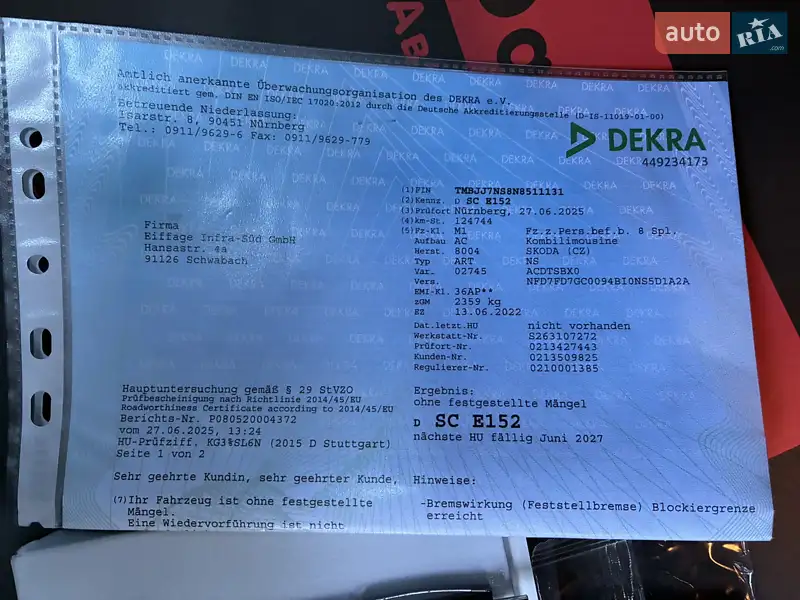 auto RIA .com
Amtlich anerkannte Überwachungsorganisation des DEKRA e.V.
akkreditiert gem. DIN EN ISO/IEC 17020:2012 durch die Deutsche Akkreditierungsstelle (D-IS-11019-01-00)
Betreuende Niederlassung:
Isarstr. 8, 90451 Nürnberg
Tel.: 0911/9629-6 Fax: 0911/9629-779
DEKRA
449234173
Firma
Eiffage Infra-Süd GmbH
Hansastr. 4a
91126 Schwabach
(1) FIN TMBJJ7NS8N8511131
(2) Kennz. D SC E152
(3) Prüfort Nürnberg, 27.06.2025
(4) km-St. 124744
(5) Fz-Kl. M1 Fz.z.Pers.bef.b. 8 Spl.
Aufbau AC Kombilimousine
Herst. 8004 SKODA (CZ)
Typ ART NS
Var. 02745 ACDTSBX0
Vers. NFD7FD7GC0094BI0NS5D1A2A
EMI-Kl. 36AP**
zGM 2359 kg
EZ 13.06.2022
Dat.letzt.HU nicht vorhanden
Werkstatt-Nr. S263107272
Prüfort-Nr. 0213427443
Kunden-Nr. 0213509825
Regulierer-Nr. 0210001385
Hauptuntersuchung gemäß § 29 StVZO
Prüfbescheinigung nach Richtlinie 2014/45/EU
Roadworthiness Certificate according to 2014/45/EU
Berichts-Nr. P080520004372
vom 27.06.2025, 13:24
HU-Prüfziff. KG3%SL6N (2015 D Stuttgart)
Seite 1 von 2
Ergebnis:
ohne festgestellte Mängel
D SC E152
nächste HU fällig Juni 2027
Sehr geehrte Kundin, sehr geehrter Kunde,
(7) Ihr Fahrzeug ist ohne festgestellte
Mängel.
Eine Wiedervorführung ist nicht
Hinweise:
-Bremswirkung (Feststellbremse) Blockiergrenze
erreicht